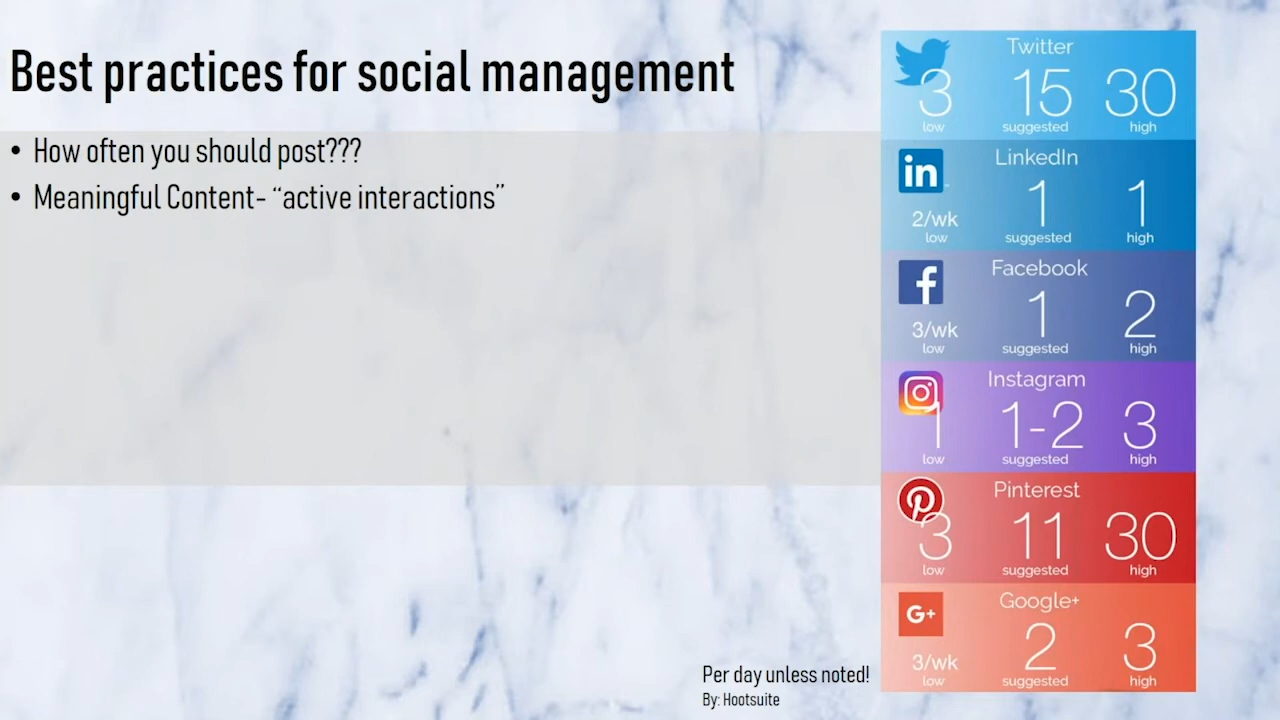 Best practices for social management
• How often you should post???
• Meaningful Content- “active interactions”
Twitter
3 15 30
low suggested high
in
LinkedIn
2/wk 1 1
low suggested high
f
Facebook
3/wk 1 2
low suggested high
Instagram
1 1-2 3
low suggested high
Pinterest
3 11 30
low suggested high
G+
Google+
3/wk 2 3
low suggested high
Per day unless noted!
By: Hootsuite